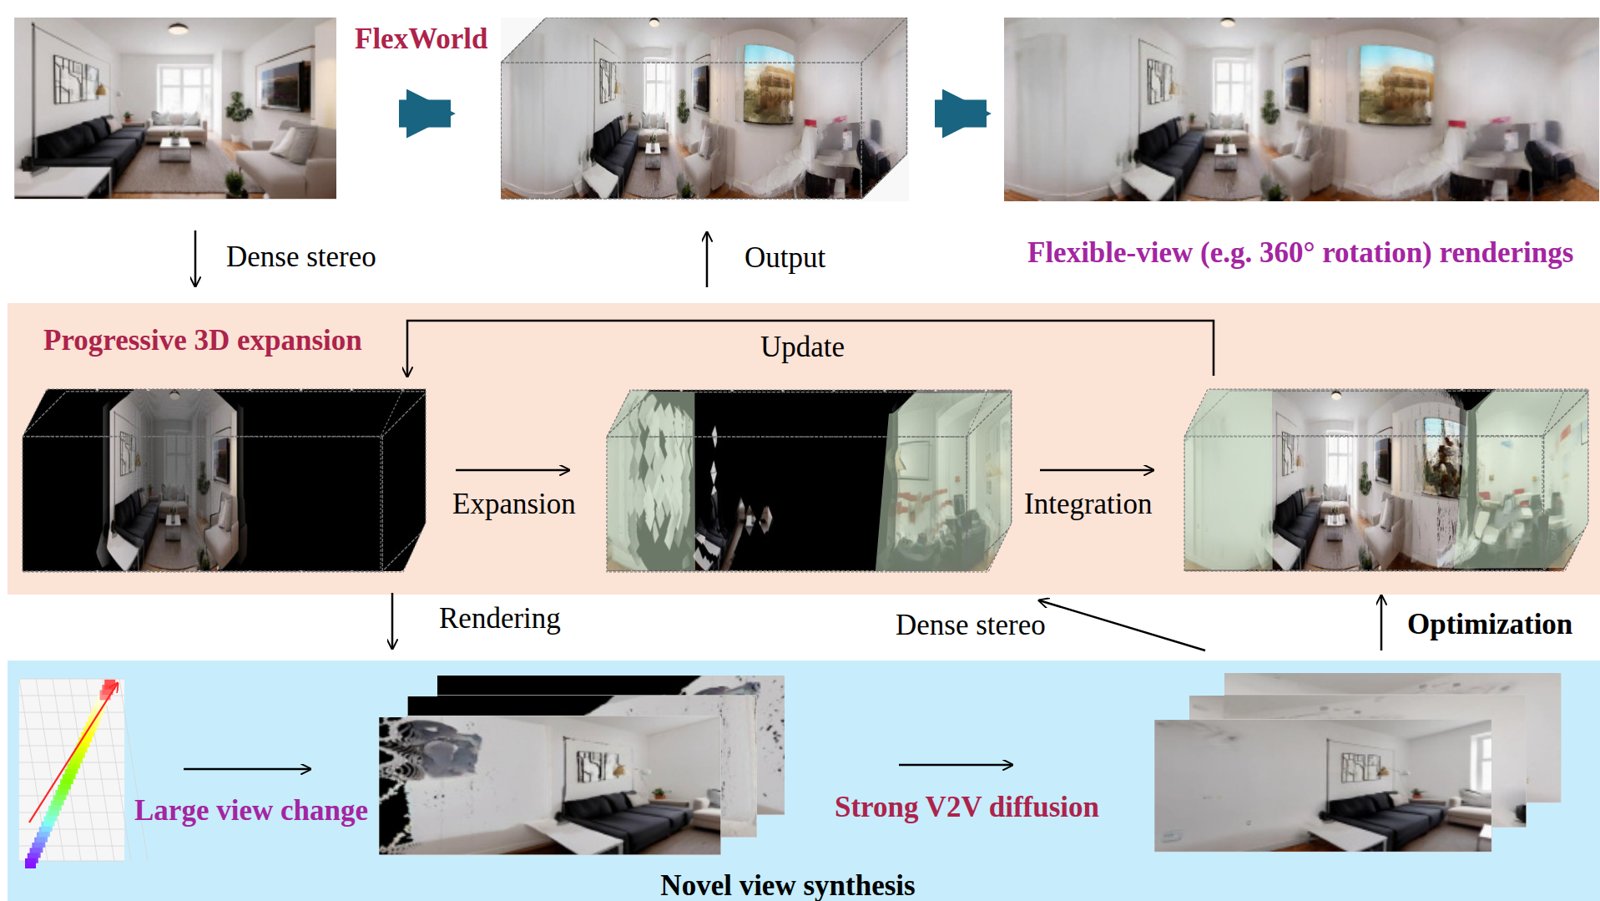 FlexWorld
Dense stereo
Output
Flexible-view (e.g. 360° rotation) renderings
Progressive 3D expansion
Update
Expansion
Integration
Rendering
Dense stereo
Optimization
Large view change
Strong V2V diffusion
Novel view synthesis